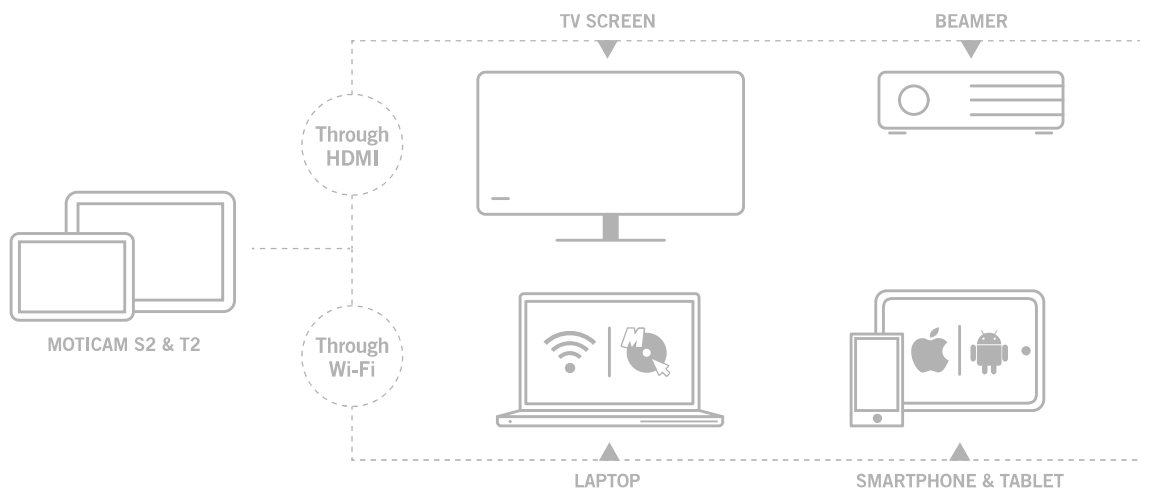 TV SCREEN
BEAMER
Through
HDMI
MOTICAM S2 & T2
Through
Wi-Fi
M
LAPTOP
SMARTPHONE & TABLET